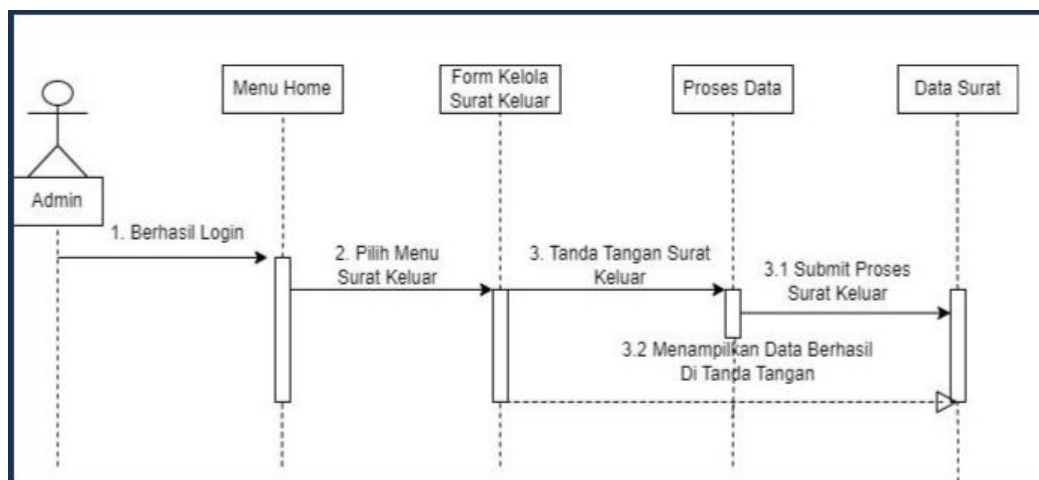 Menu Home
Form Kelola
Surat Keluar
Proses Data
Data Surat
Admin
1. Berhasil Login
2. Pilih Menu
Surat Keluar
3. Tanda Tangan Surat
Keluar
3.1 Submit Proses
Surat Keluar
3.2 Menampilkan Data Berhasil
Di Tanda Tangan